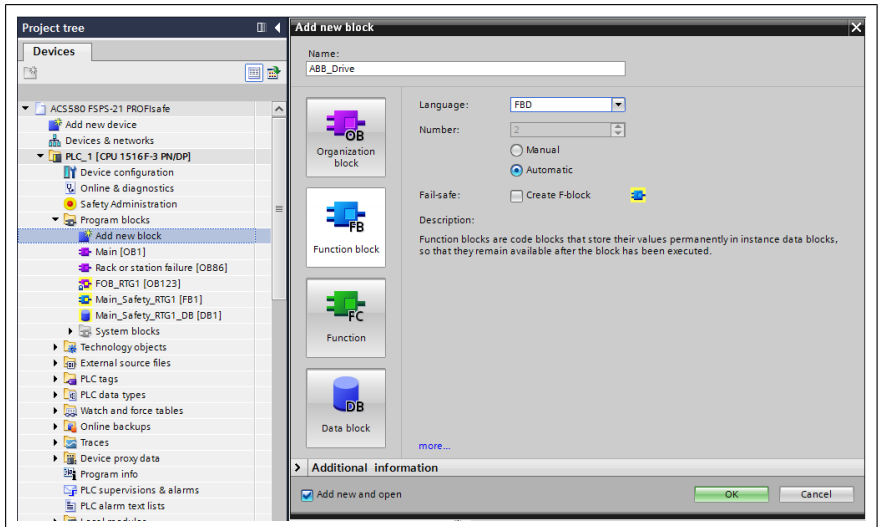 Project tree
Devices
ACS580 FSPS-21 PROFIsafe
Add new device
Devices & networks
PLC_1 [CPU 1516F-3 PN/DP]
Device configuration
Online & diagnostics
Safety Administration
Program blocks
Add new block
Main [OB1]
Rack or station failure [OB86]
FOB_RTG1 [OB123]
Main_Safety_RTG1 [FB1]
Main_Safety_RTG1_DB [DB1]
System blocks
Technology objects
External source files
PLC tags
PLC data types
Watch and force tables
Online backups
Traces
Device proxy data
Program info
PLC supervisions & alarms
PLC alarm text lists
Add new block
Name:
ABB_Drive
OB
Organization
block
FB
Function block
FC
Function
DB
Data block
Language: FBD
Number: 2
Manual
Automatic
Fail-safe: Create F-block
Description:
Function blocks are code blocks that store their values permanently in instance data blocks,
so that they remain available after the block has been executed.
more...
Additional information
Add new and open
OK Cancel